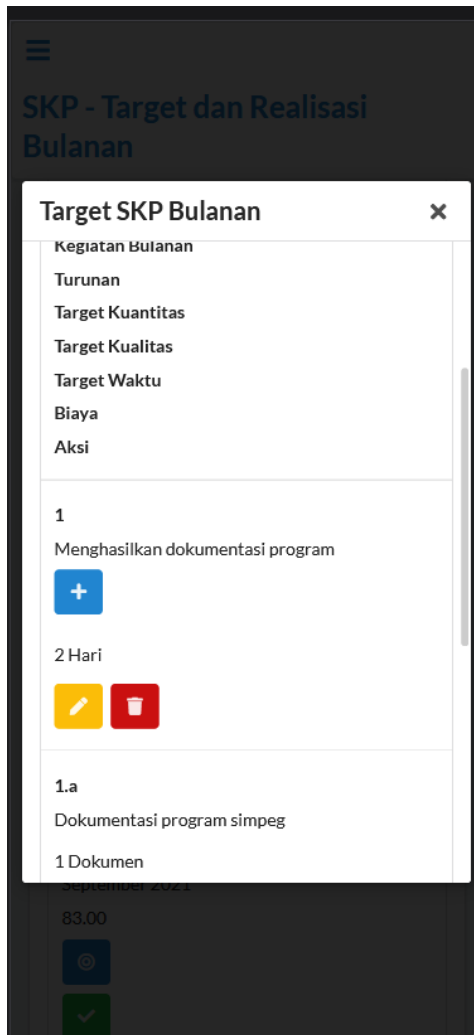 SKP - Target dan Realisasi
Bulanan
Target SKP Bulanan
Kegiatan Bulanan
Turunan
Target Kuantitas
Target Kualitas
Target Waktu
Biaya
Aksi
1
Menghasilkan dokumentasi program
2 Hari
1.a
Dokumentasi program simpeg
1 Dokumen
September 2021
83.00